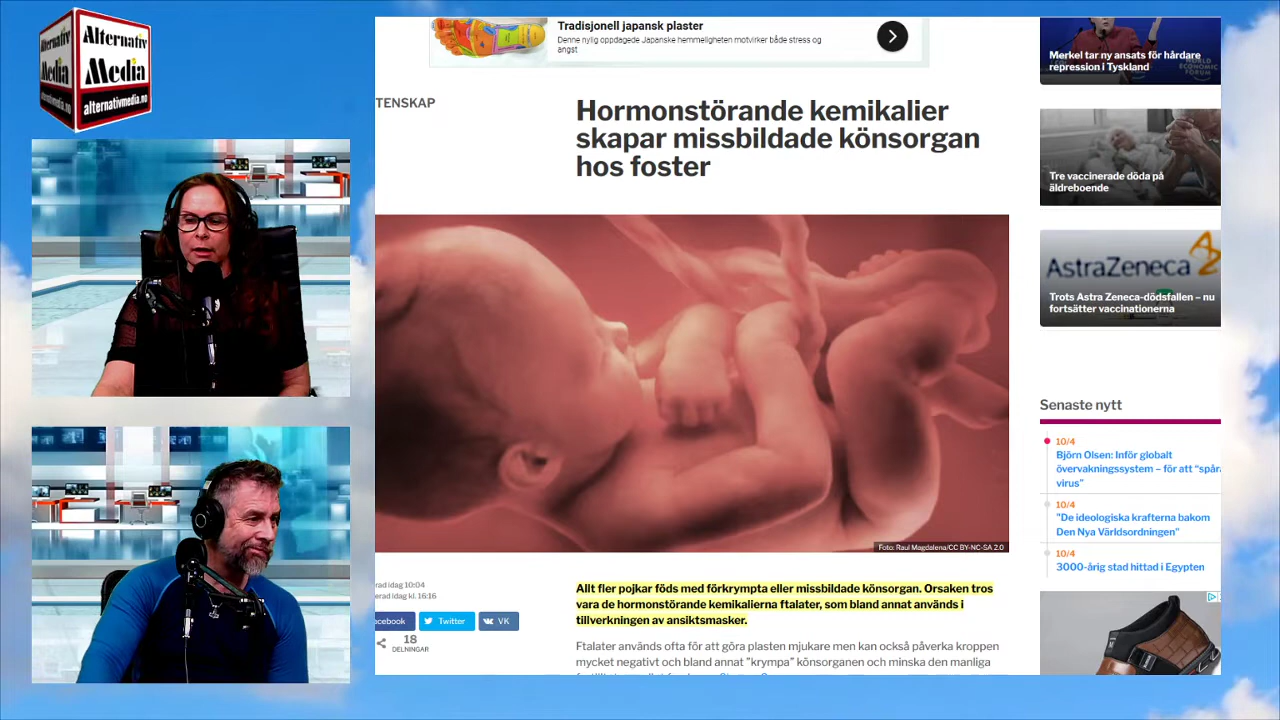 Alternativ
Media
alternativmedia.no
Alternativ
Media
Tradisjonell japansk plaster
Denne nylig oppdagede Japanske hemmeligheten motvirker både stress og
angst
TENSKAP
Hormonstörande kemikalier
skapar missbildade könsorgan
hos foster
Foto: Raul Magdalena/CC BY-NC-SA 2.0
rad idag 10:04
erad idag kl. 16:16
acebook
Twitter
VK
18
DELNINGAR
Allt fler pojkar föds med förkrympta eller missbildade könsorgan. Orsaken tros
vara de hormonstörande kemikalierna ftalater, som bland annat används i
tillverkningen av ansiktsmasker.
Ftalater används ofta för att göra plasten mjukare men kan också påverka kroppen
mycket negativt och bland annat "krympa" könsorganen och minska den manliga
Merkel tar ny ansats för hårdare
repression i Tyskland
WORLD
ECONOMIC
FORUM
Tre vaccinerade döda på
äldreboende
AstraZeneca
Trots Astra Zeneca-dödsfallen – nu
fortsätter vaccinationerna
Senaste nytt
10/4
Björn Olsen: Inför globalt
övervakningssystem – för att "spåra
virus"
10/4
"De ideologiska krafterna bakom
Den Nya Världsordningen"
10/4
3000-årig stad hittad i Egypten